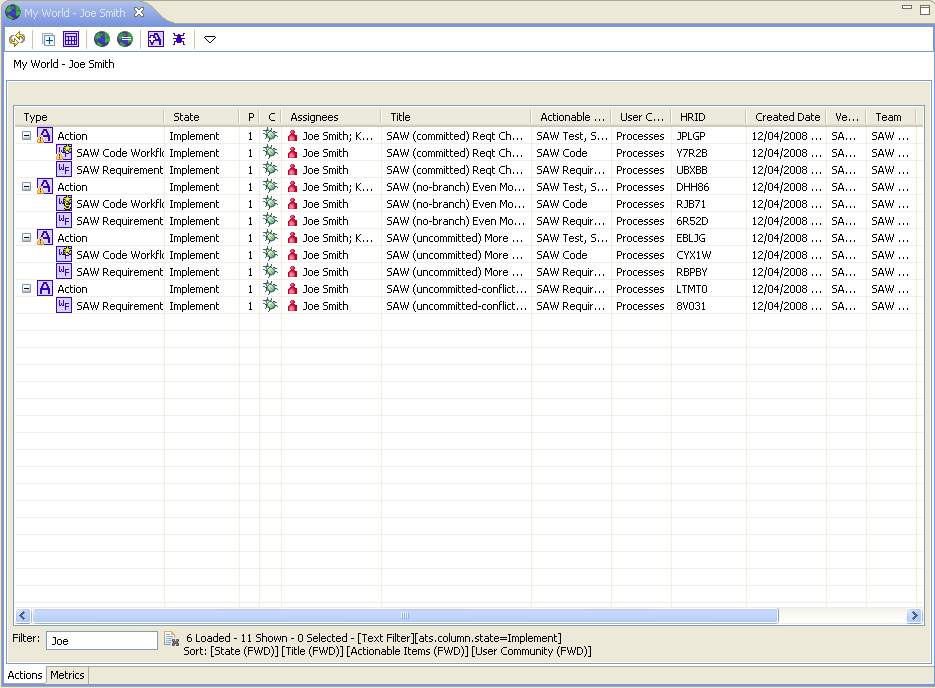 My World - Joe Smith
My World - Joe Smith
Type State P C Assignees Title Actionable ... User C... HRID Created Date Ve... Team
Action Implement 1 Joe Smith; K... SAW (committed) Reqt Ch... SAW Test, S... Processes JPLGP 12/04/2008 ... SA... SAW ...
SAW Code Workflo Implement 1 Joe Smith SAW (committed) Reqt Ch... SAW Code Processes Y7R2B 12/04/2008 ... SA... SAW ...
SAW Requirement Implement 1 Joe Smith SAW (committed) Reqt Ch... SAW Requir... Processes UBXBB 12/04/2008 ... SA... SAW ...
Action Implement 1 Joe Smith; K... SAW (no-branch) Even Mo... SAW Test, S... Processes DHH86 12/04/2008 ... SA... SAW ...
SAW Code Workflo Implement 1 Joe Smith SAW (no-branch) Even Mo... SAW Code Processes RJB71 12/04/2008 ... SA... SAW ...
SAW Requirement Implement 1 Joe Smith SAW (no-branch) Even Mo... SAW Requir... Processes 6R52D 12/04/2008 ... SA... SAW ...
Action Implement 1 Joe Smith; K... SAW (uncommitted) More ... SAW Test, S... Processes EBLJG 12/04/2008 ... SA... SAW ...
SAW Code Workflo Implement 1 Joe Smith SAW (uncommitted) More ... SAW Code Processes CYX1W 12/04/2008 ... SA... SAW ...
SAW Requirement Implement 1 Joe Smith SAW (uncommitted) More ... SAW Requir... Processes RBPBY 12/04/2008 ... SA... SAW ...
Action Implement 1 Joe Smith SAW (uncommitted-conflict... SAW Requir... Processes LTMT0 12/04/2008 ... SA... SAW ...
SAW Requirement Implement 1 Joe Smith SAW (uncommitted-conflict... SAW Requir... Processes 8V031 12/04/2008 ... SA... SAW ...
Filter: Joe 6 Loaded - 11 Shown - 0 Selected - [Text Filter][ats.column.state=Implement]
Sort: [State (FWD)] [Title (FWD)] [Actionable Items (FWD)] [User Community (FWD)]
Actions Metrics